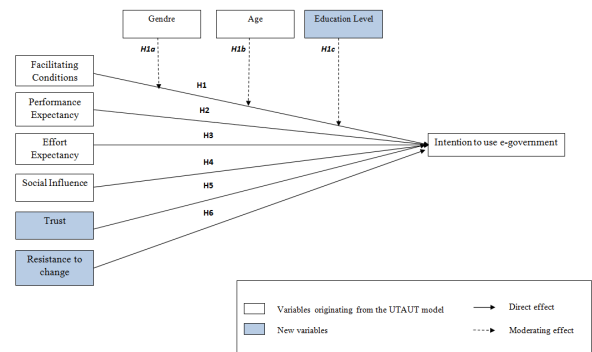 Gendre
Age
Education Level
H1a
H1b
H1c
Facilitating
Conditions
H1
Performance
Expectancy
H2
Effort
Expectancy
H3
Intention to use e-government
Social Influence
H4
H5
Trust
H6
Resistance to
change
Variables originating from the UTAUT model
Direct effect
New variables
Moderating effect